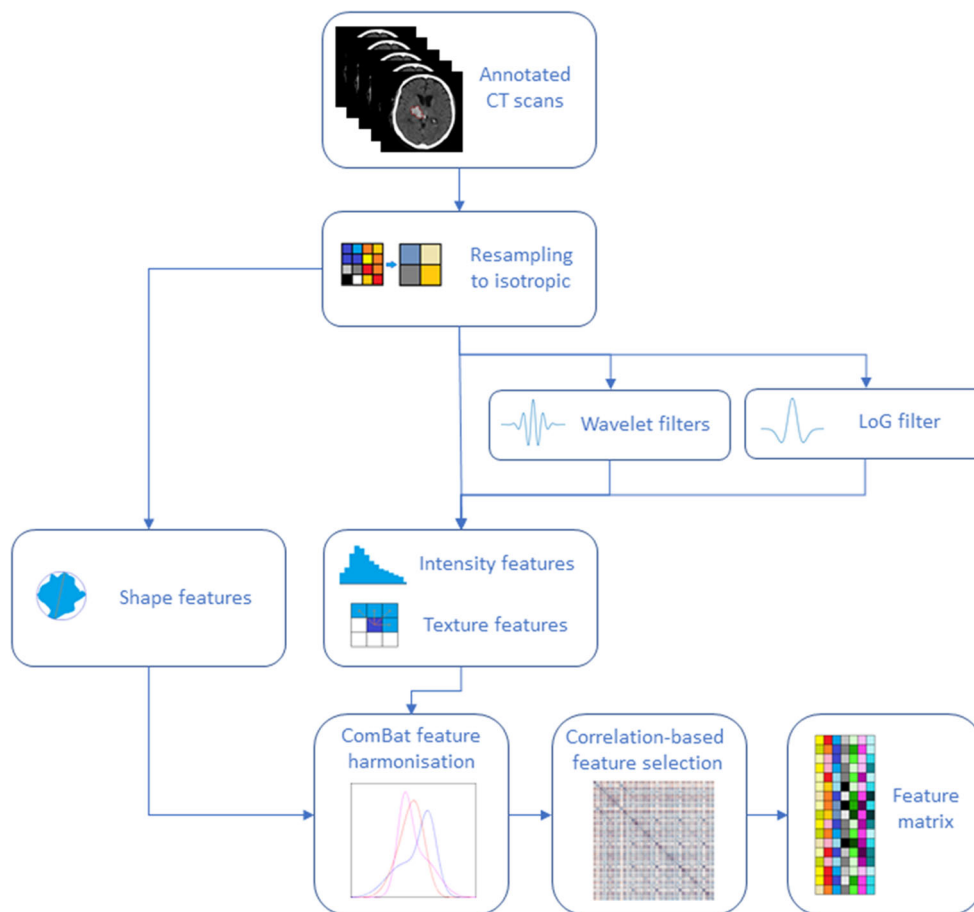 Annotated
CT scans
Resampling
to isotropic
Wavelet filters
LoG filter
Shape features
Intensity features
Texture features
ComBat feature
harmonisation
Correlation-based
feature selection
Feature
matrix